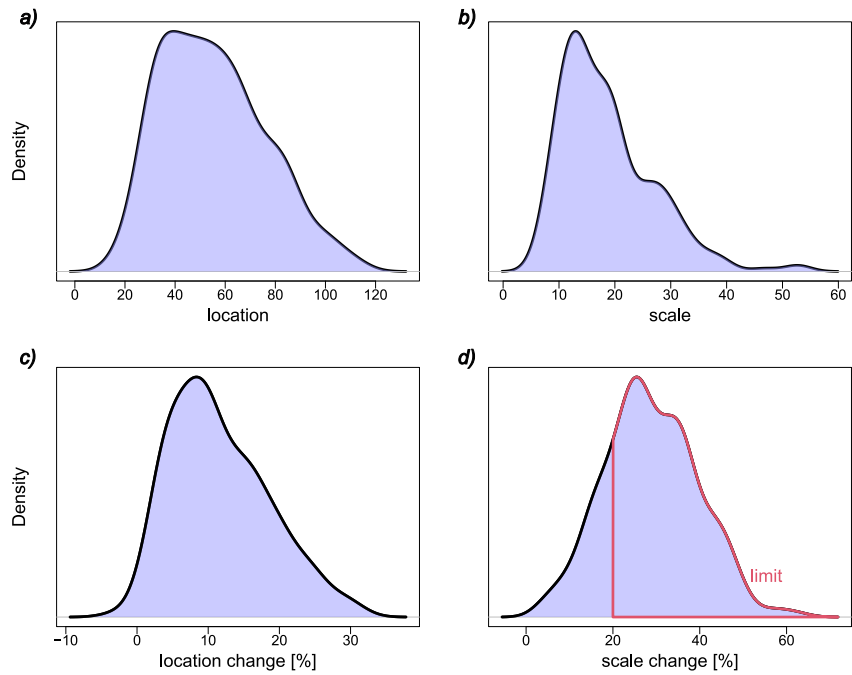 a)
b)
Density
0 20 40 60 80 100 120
0 10 20 30 40 50 60
location
scale
c)
d)
Density
limit
−10 0 10 20 30
0 20 40 60
location change [%]
scale change [%]